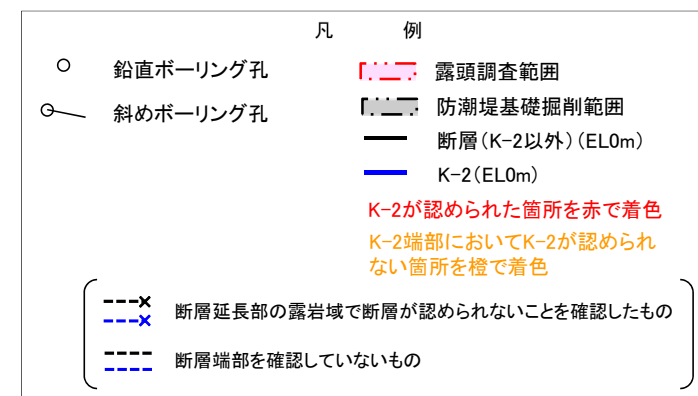 凡 例
鉛直ボーリング孔
斜めボーリング孔
露頭調査範囲
防潮堤基礎掘削範囲
断層(K-2以外)(EL0m)
K-2(EL0m)
K-2が認められた箇所を赤で着色
K-2端部においてK-2が認められ
ない箇所を橙で着色
断層延長部の露岩域で断層が認められないことを確認したもの
断層端部を確認していないもの